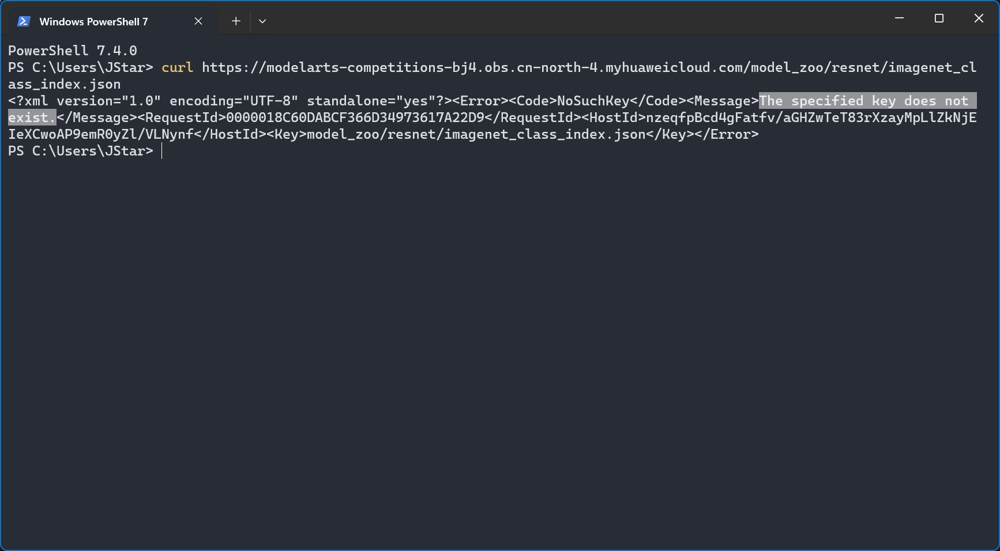 Windows PowerShell 7
PowerShell 7.4.0
PS C:\Users\JStar> curl https://modelarts-competitions-bj4.obs.cn-north-4.myhuaweicloud.com/model_zoo/resnet/imagenet_cl
ass_index.json
<?xml version="1.0" encoding="UTF-8" standalone="yes"?><Error><Code>NoSuchKey</Code><Message>The specified key does not
exist.</Message><RequestId>0000018C60DABCF366D34973617A22D9</RequestId><HostId>nzeqfpBcd4gFatfv/aGHZwTeT83rXzayMpLlZkNjE
IeXCwoAP9emR0yZl/VLNynf</HostId><Key>model_zoo/resnet/imagenet_class_index.json</Key></Error>
PS C:\Users\JStar>